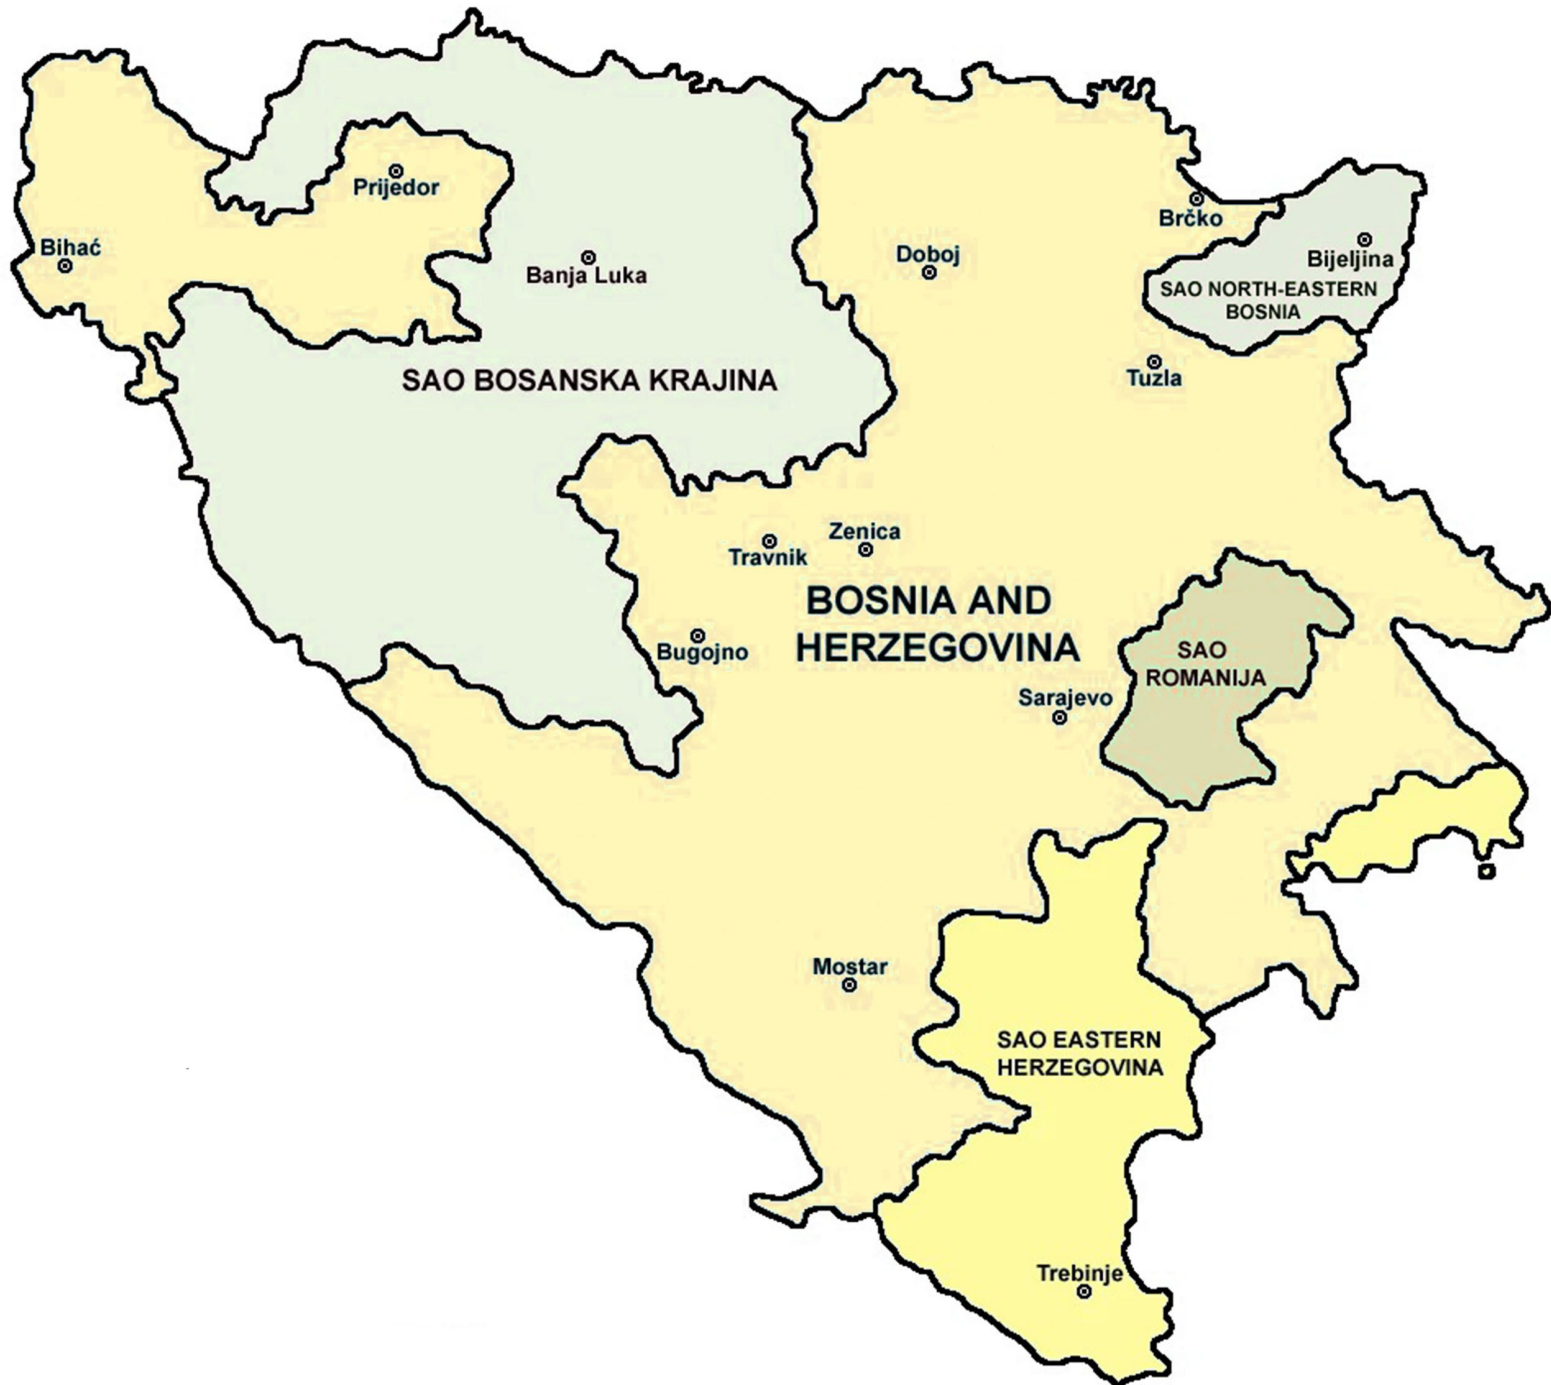 Prijedor
Brčko
Bihać
Doboj
Bijeljina
Banja Luka
SAO NORTH-EASTERN
BOSNIA
SAO BOSANSKA KRAJINA
Tuzla
Zenica
Travnik
BOSNIA AND
HERZEGOVINA
Bugojno
SAO
ROMANIJA
Sarajevo
Mostar
SAO EASTERN
HERZEGOVINA
Trebinje